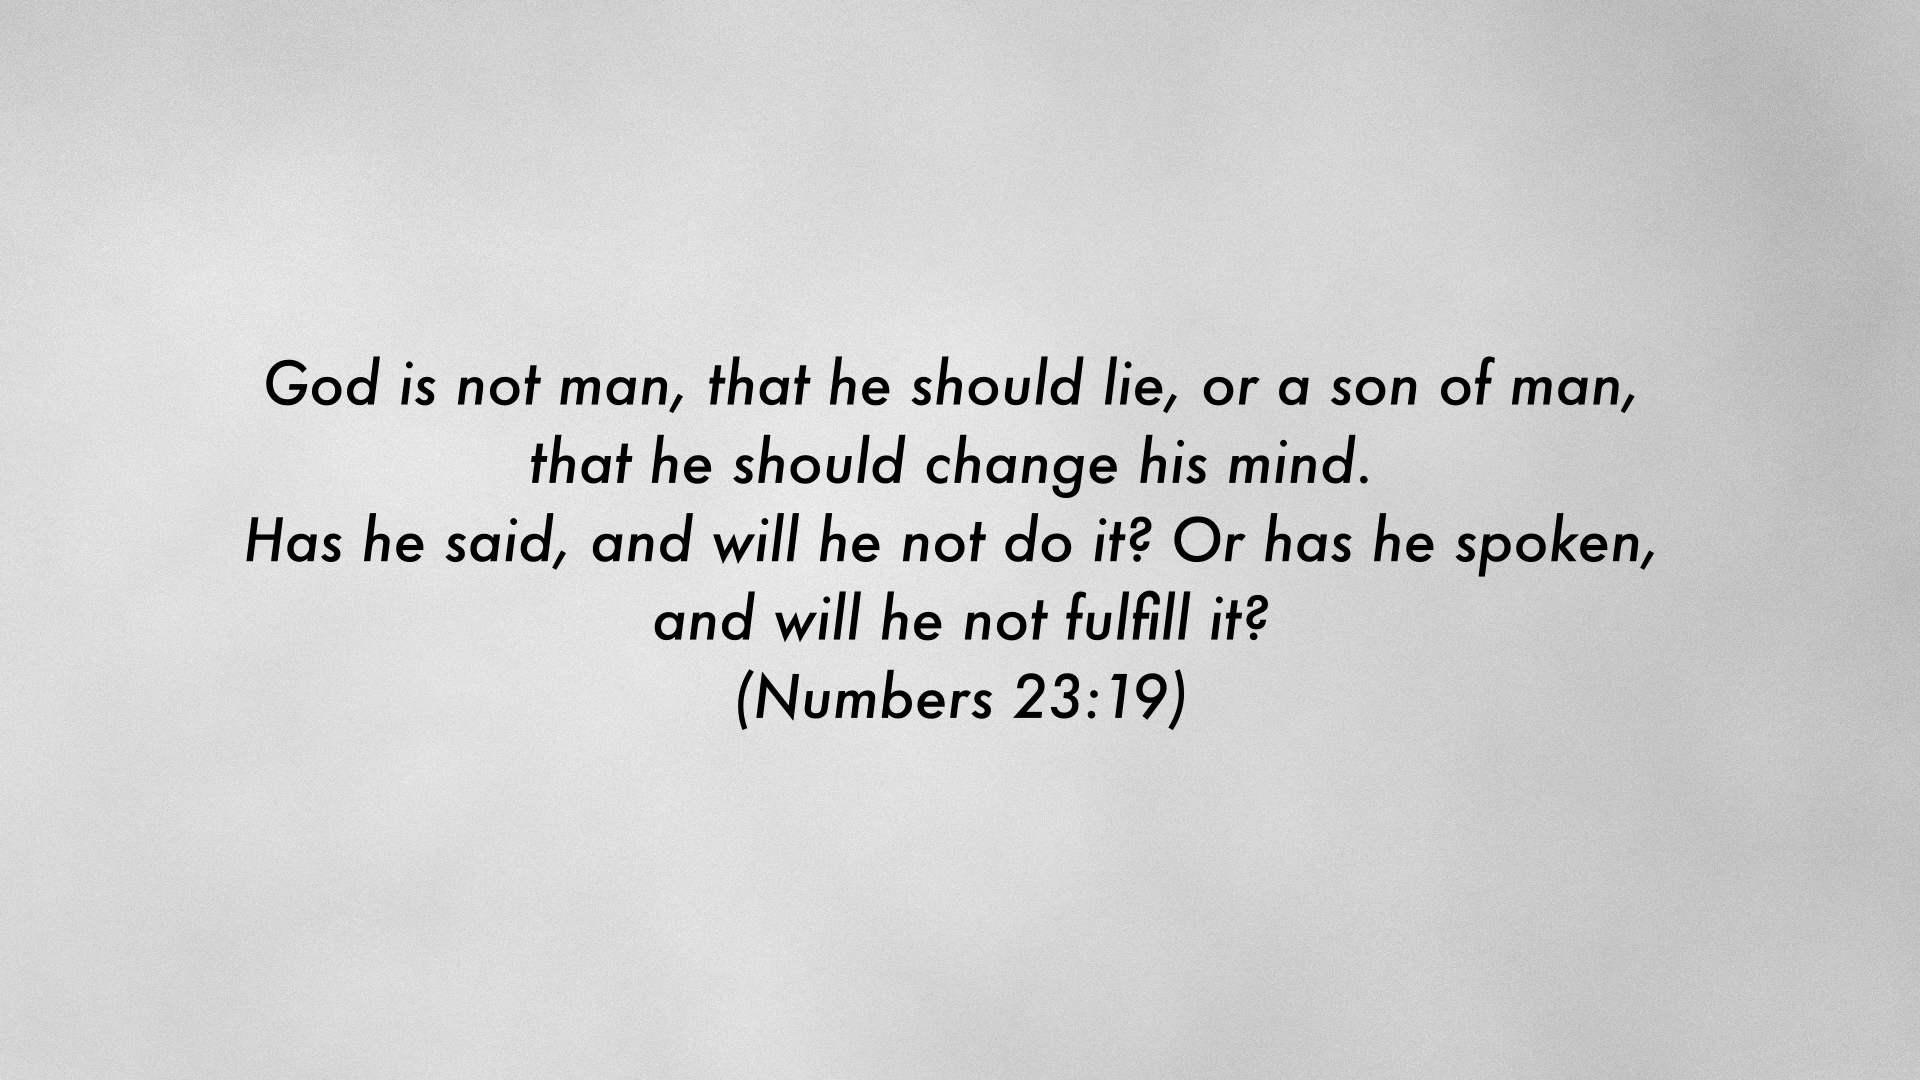 God is not man, that he should lie, or a son of man,
that he should change his mind.
Has he said, and will he not do it? Or has he spoken,
and will he not fulfill it?
(Numbers 23:19)